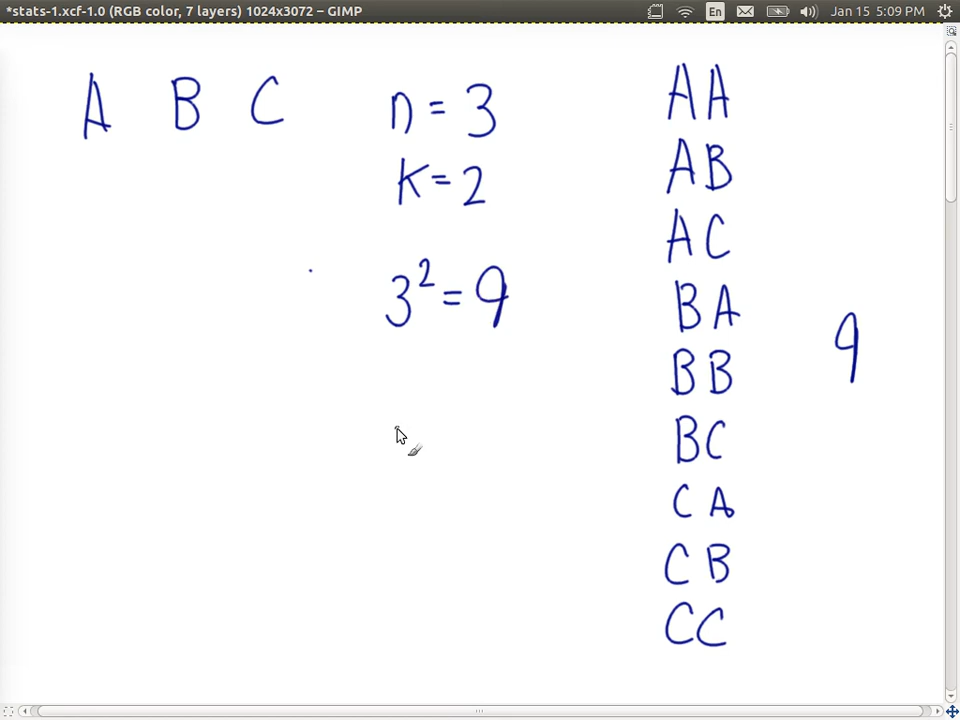 *stats-1.xcf-1.0 (RGB color, 7 layers) 1024x3072 – GIMP
En
Jan 15 5:09 PM
A B C
n = 3
K = 2
3² = 9
AA
AB
AC
BA
BB
BC
CA
CB
CC
9